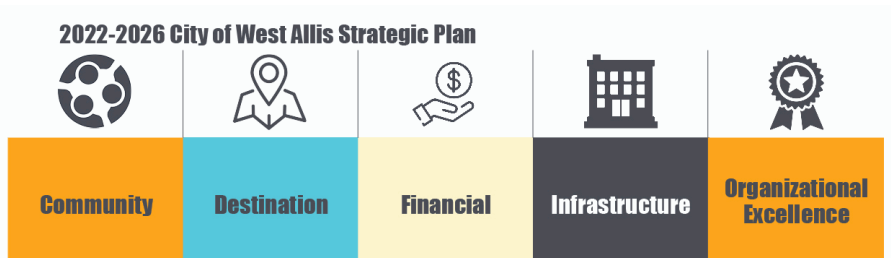 2022-2026 City of West Allis Strategic Plan
$
Community
Destination
Financial
Infrastructure
Organizational
Excellence